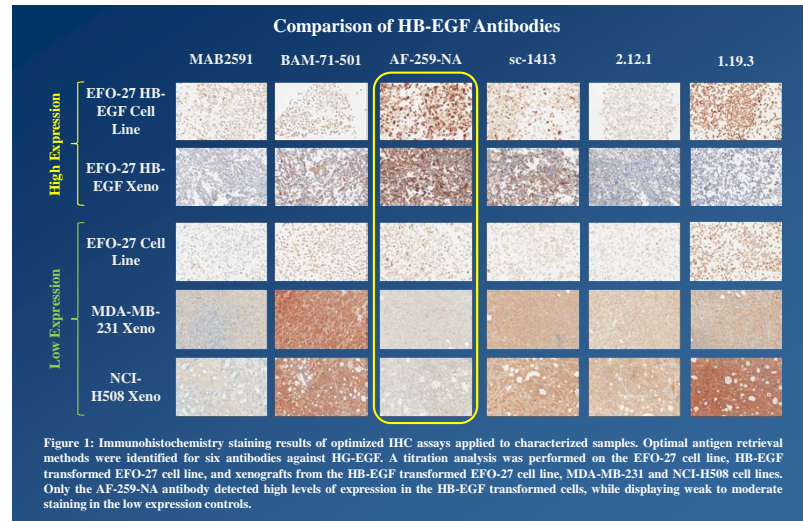 Comparison of HB-EGF Antibodies
MAB2591 BAM-71-501 AF-259-NA sc-1413 2.12.1 1.19.3
High Expression
EFO-27 HB-
EGF Cell
Line
EFO-27 HB-
EGF Xeno
Low Expression
EFO-27 Cell
Line
MDA-MB-
231 Xeno
NCI-
H508 Xeno
Figure 1: Immunohistochemistry staining results of optimized IHC assays applied to characterized samples. Optimal antigen retrieval
methods were identified for six antibodies against HG-EGF. A titration analysis was performed on the EFO-27 cell line, HB-EGF
transformed EFO-27 cell line, and xenografts from the HB-EGF transformed EFO-27 cell line, MDA-MB-231 and NCI-H508 cell lines.
Only the AF-259-NA antibody detected high levels of expression in the HB-EGF transformed cells, while displaying weak to moderate
staining in the low expression controls.